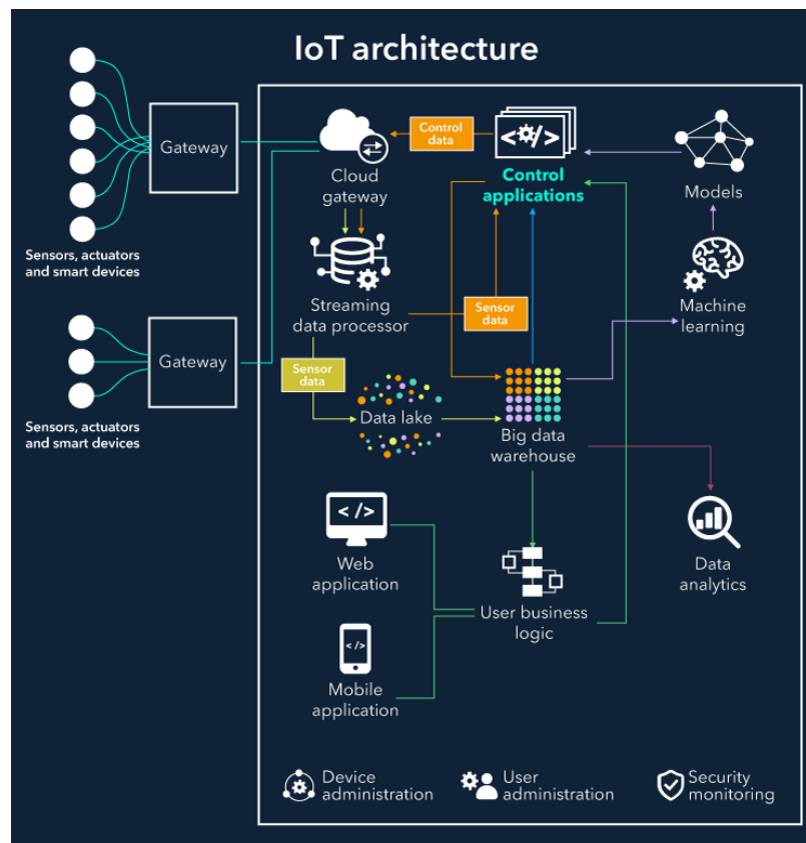 IoT architecture
Gateway
Sensors, actuators
and smart devices
Gateway
Sensors, actuators
and smart devices
Cloud
gateway
Control
data
</>
Control
applications
Models
Streaming
data processor
Sensor
data
Machine
learning
Sensor
data
Data lake
Big data
warehouse
</>
Web
application
User business
logic
Data
analytics
</>
Mobile
application
Device
administration
User
administration
Security
monitoring